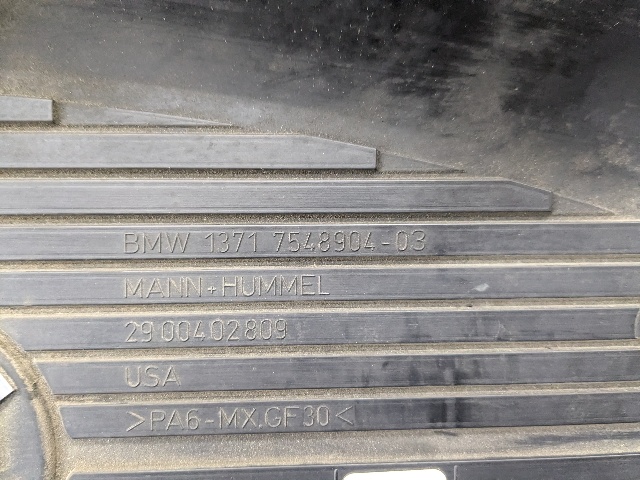 BMW 1371 7548904-03
MANN+HUMMEL
29 00402809
USA
>PA6-MX.GF30<